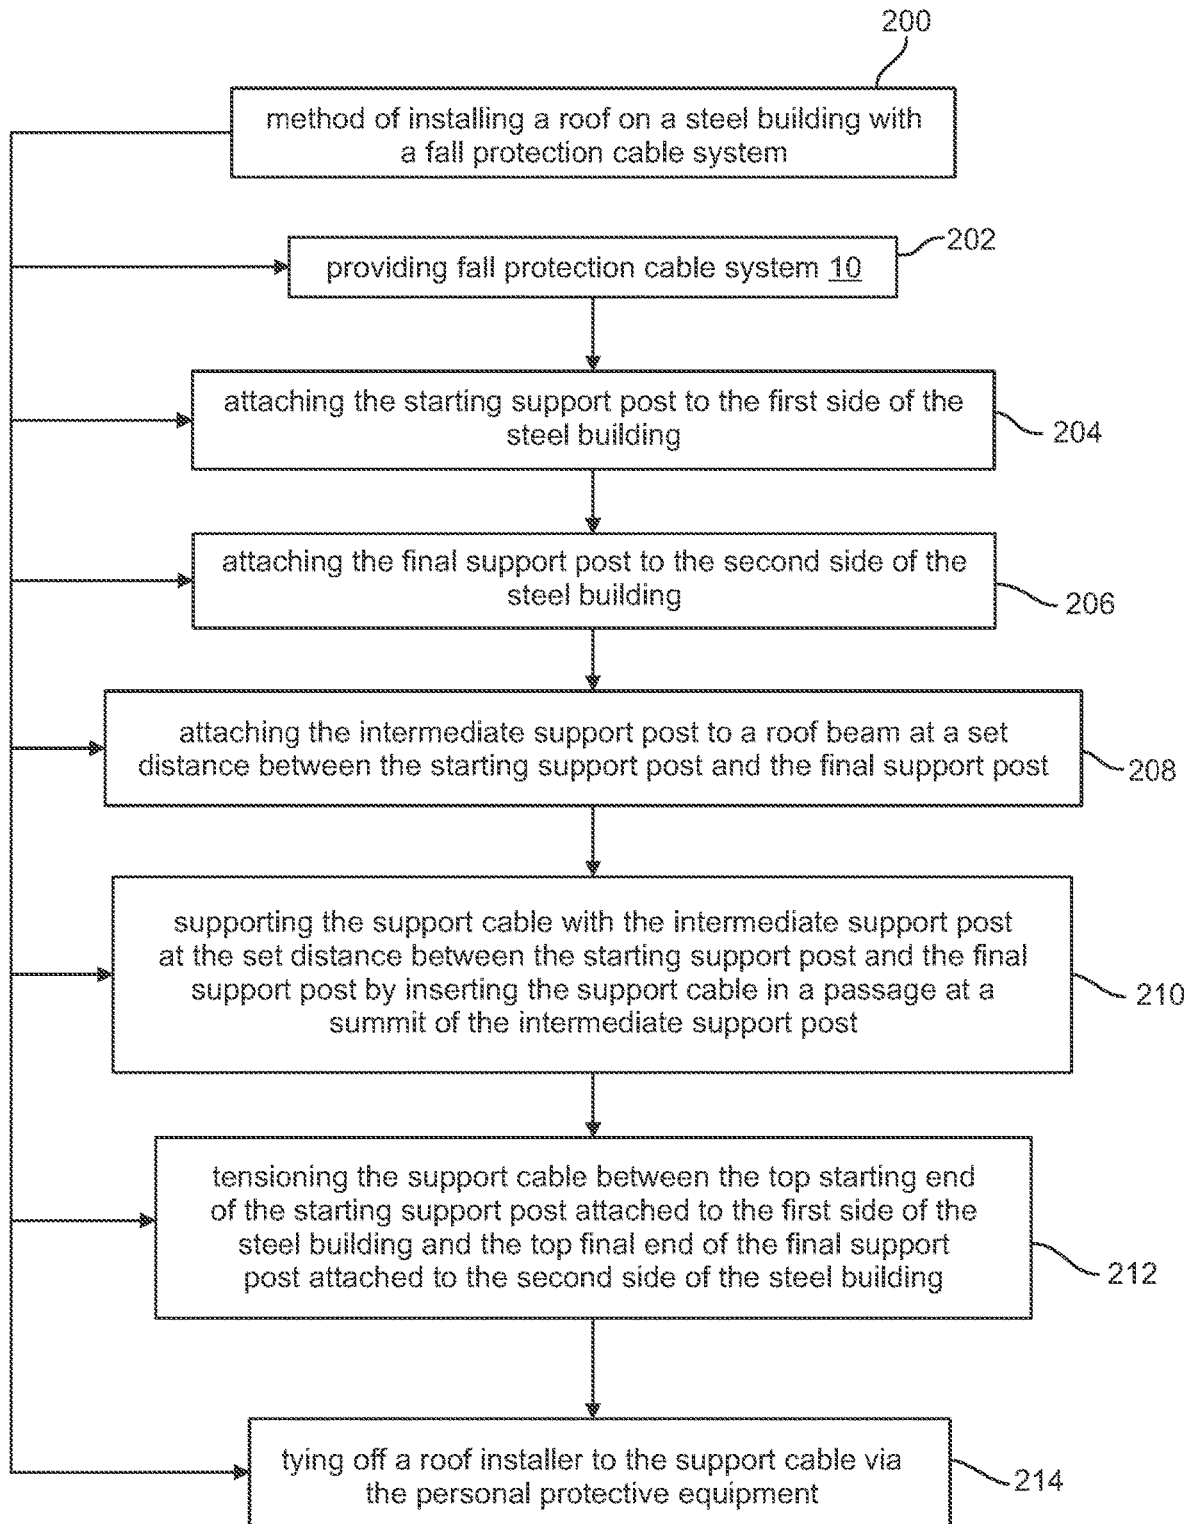 200
method of installing a roof on a steel building with
a fall protection cable system
202
providing fall protection cable system 10
attaching the starting support post to the first side of the
steel building
204
attaching the final support post to the second side of the
steel building
206
attaching the intermediate support post to a roof beam at a set
distance between the starting support post and the final support post
208
supporting the support cable with the intermediate support post
at the set distance between the starting support post and the final
support post by inserting the support cable in a passage at a
summit of the intermediate support post
210
tensioning the support cable between the top starting end
of the starting support post attached to the first side of the
steel building and the top final end of the final support
post attached to the second side of the steel building
212
tying off a roof installer to the support cable via
the personal protective equipment
214